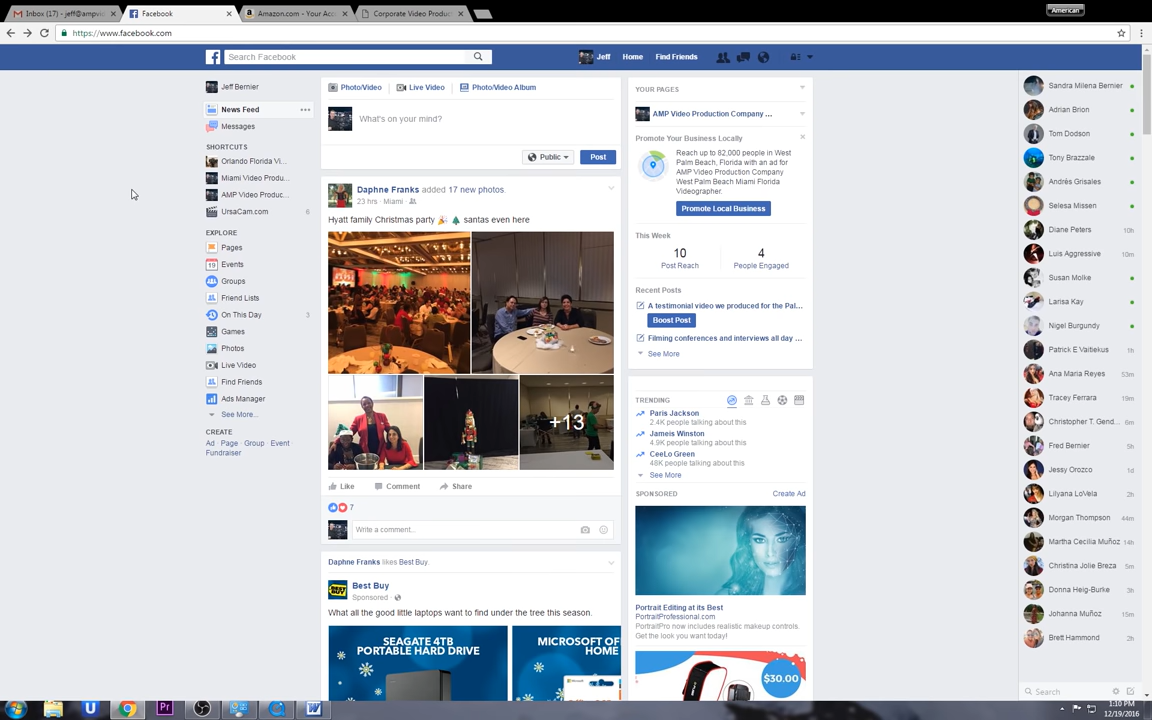 Inbox (17) - jeff@ampvi
Facebook
Amazon.com - Your Acc
Corporate Video Produc
American
https://www.facebook.com
Search Facebook
Jeff
Home
Find Friends
Jeff Bernier
News Feed
Messages
SHORTCUTS
Orlando Florida Vi...
Miami Video Produ...
AMP Video Produc...
UrsaCam.com 6
EXPLORE
Pages
Events
Groups
Friend Lists
On This Day 3
Games
Photos
Live Video
Find Friends
Ads Manager
See More...
CREATE
Ad · Page · Group · Event
Fundraiser
Photo/Video
Live Video
Photo/Video Album
What's on your mind?
Public
Post
Daphne Franks added 17 new photos.
23 hrs · Miami ·
Hyatt family Christmas party santas even here
+13
Like
Comment
Share
7
Write a comment...
Daphne Franks likes Best Buy.
Best Buy
Sponsored ·
What all the good little laptops want to find under the tree this season.
SEAGATE 4TB
PORTABLE HARD DRIVE
MICROSOFT OF
HOME
YOUR PAGES
AMP Video Production Company ...
Promote Your Business Locally
Reach up to 82,000 people in West
Palm Beach, Florida with an ad for
AMP Video Production Company
West Palm Beach Miami Florida
Videographer.
Promote Local Business
This Week
10
Post Reach
4
People Engaged
Recent Posts
A testimonial video we produced for the Pal...
Boost Post
Filming conferences and interviews all day ...
See More
TRENDING
Paris Jackson
2.4K people talking about this
Jameis Winston
4.9K people talking about this
CeeLo Green
48K people talking about this
See More
SPONSORED
Create Ad
Portrait Editing at its Best
PortraitProfessional.com
PortraitPro now includes realistic makeup controls.
Get the look you want today!
$30.00
Sandra Milena Bernier
Adrian Brion
Tom Dodson
Tony Brazzale
Andrés Grisales
Selesa Missen
Diane Peters 10h
Luis Aggressive 10m
Susan Molke
Larisa Kay
Nigel Burgundy
Patrick E Vaitiekus 1h
Ana Maria Reyes 53m
Tracey Ferrara 19m
Christopher T. Gend... 6m
Fred Bernier 5h
Jessy Orozco 1d
Lilyana LoVela 2h
Morgan Thompson 44m
Martha Cecilia Muñoz 14h
Christina Jolie Breza 5m
Donna Heig-Burke 3h
Johanna Muñoz 15m
Brett Hammond 2h
Search
1:10 PM
12/19/2016